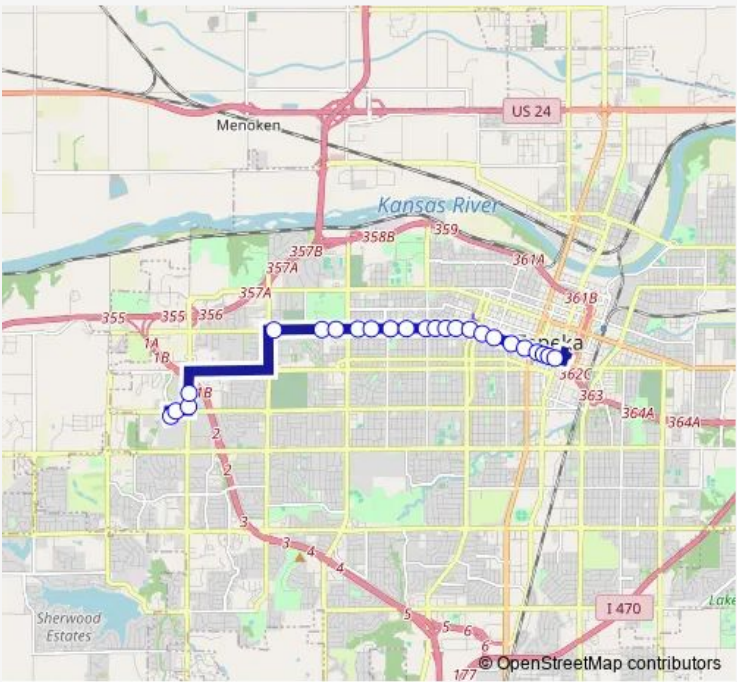 US 24
Menoken
Kansas River
359
358B
357B
361A
357A
357A
361B
355
355
356
1A
1B
362C
1B
363
364A
364A
2
2
3
3
4
4
I 470
Lake
Sherwood
Estates
5
5
6
6
177
© OpenStreetMap contributors